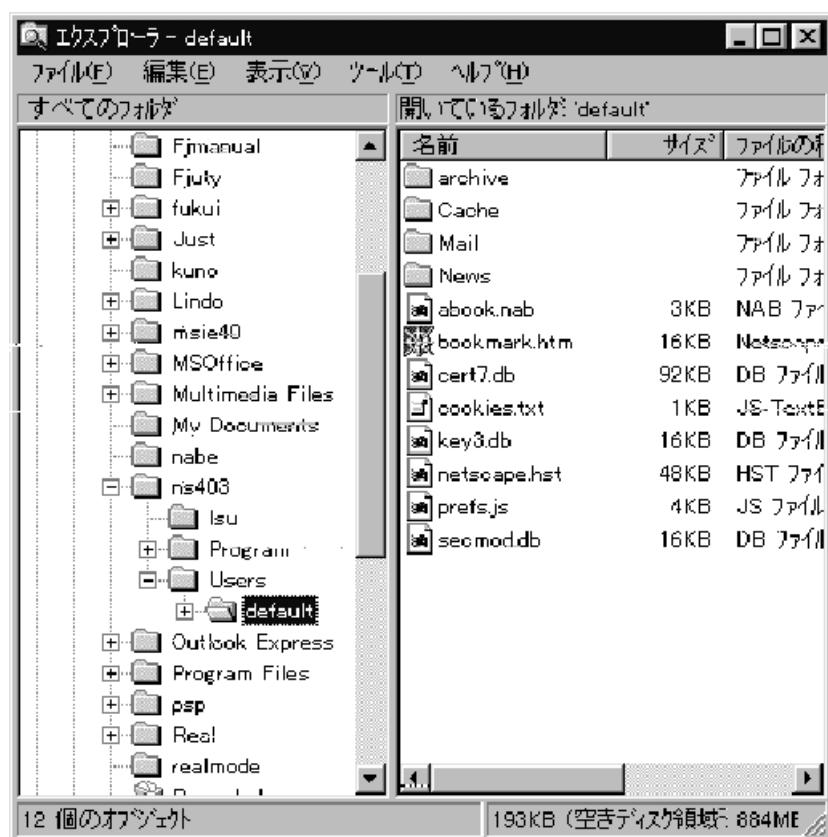 エクスプローラ - default
ファイル(F) 編集(E) 表示(V) ツール(T) ヘルプ(H)
すべてのフォルダ
Fjmanual
Fjuty
fukui
Just
kuno
Lindo
msie40
MSOffice
Multimedia Files
My Documents
nabe
ns403
Isu
Program
Users
default
Outlook Express
Program Files
psp
Real
realmode
開いているフォルダ: 'default'
名前 サイズ ファイルの種
archive ファイル フォ
Cache ファイル フォ
Mail ファイル フォ
News ファイル フォ
abook.nab 3KB NAB ファイ
bookmark.htm 16KB Netscape
cert7.db 92KB DB ファイル
cookies.txt 1KB JS-TextE
key3.db 16KB DB ファイル
netscape.hst 48KB HST ファイ
prefs.js 4KB JS ファイル
secmod.db 16KB DB ファイル
12 個のオブジェクト
193KB (空きディスク領域: 884ME